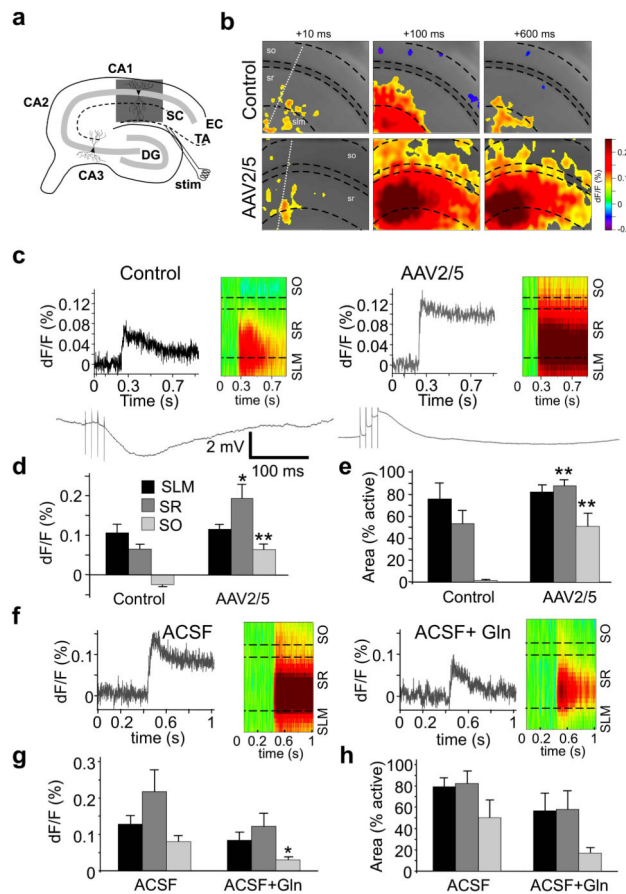 a
CA1
CA2
SC
EC
TA
DG
CA3
stim
b
+10 ms
+100 ms
+600 ms
Control
so
sr
slm
AAV2/5
so
sr
0.2
0.1
0
-0.1
dF/F (%)
c
Control
dF/F (%)
0.12
0.08
0.04
0
0.3
0.7
Time (s)
SO
SR
SLM
0.3
0.7
time (s)
AAV2/5
dF/F (%)
0.12
0.08
0.04
0
0.3
0.7
Time (s)
SO
SR
SLM
0.3
0.7
time (s)
2 mV
100 ms
d
dF/F (%)
0.2
0.1
0
SLM
SR
SO
*
**
Control
AAV2/5
e
Area (% active)
100
80
60
40
20
0
**
**
Control
AAV2/5
f
ACSF
dF/F (%)
0.1
0
0
0.2
0.6
1
time (s)
SO
SR
SLM
0
0.2
0.6
1
time (s)
ACSF+ Gln
dF/F (%)
0.1
0
0
0.2
0.6
1
time (s)
SO
SR
SLM
0
0.2
0.6
1
time (s)
g
dF/F (%)
0.3
0.2
0.1
0
*
ACSF
ACSF+Gln
h
Area (% active)
100
80
60
40
20
0
ACSF
ACSF+Gln